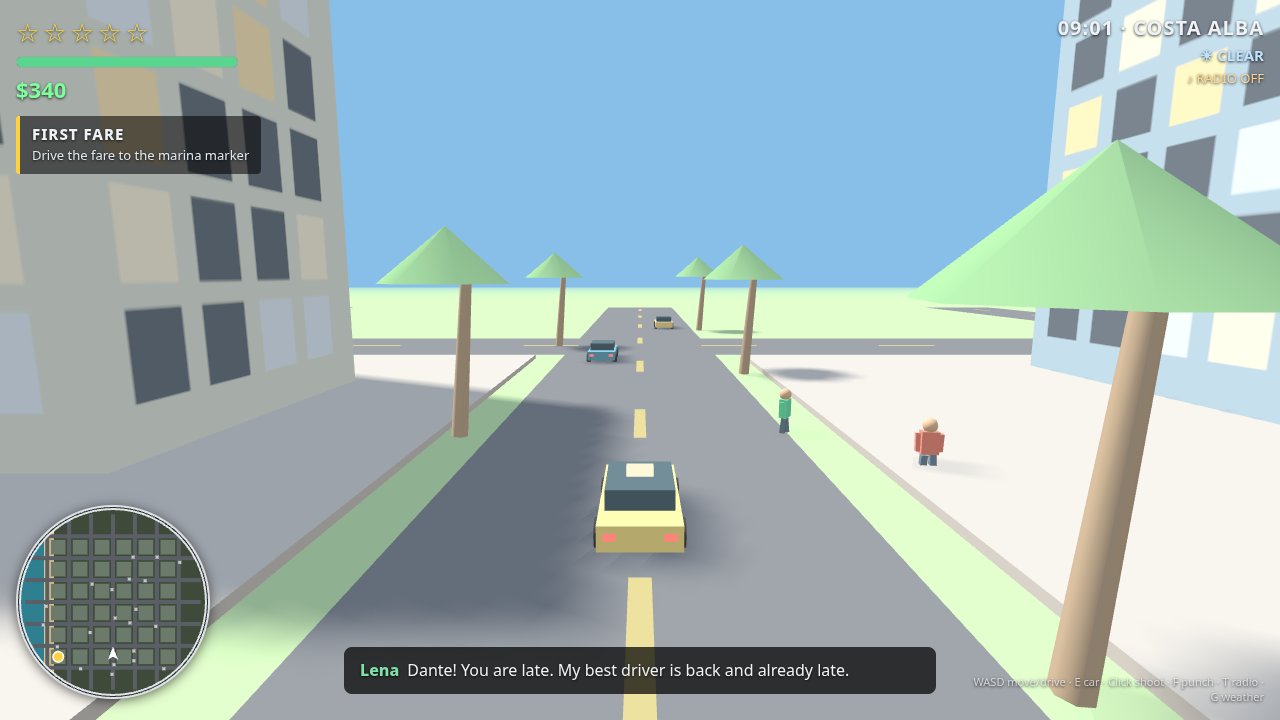 $340
FIRST FARE
Drive the fare to the marina marker
09:01 · COSTA ALBA
☀ CLEAR
♪ RADIO OFF
Lena Dante! You are late. My best driver is back and already late.
WASD move/drive · E car · Click shoot · F punch · T radio ·
G weather